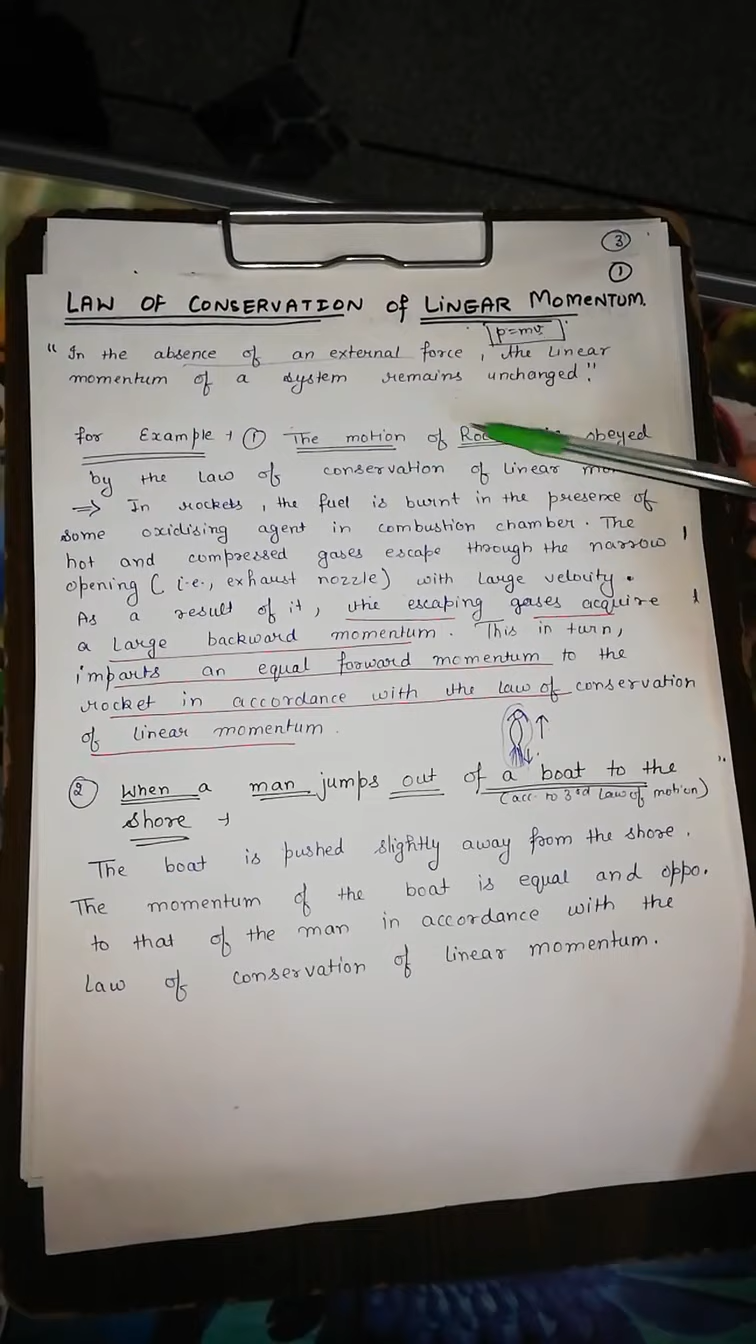 3
1
LAW OF CONSERVATION of LINEAR MOMENTUM.
p=mv
"In the absence of an external force, the Linear
momentum of a system remains unchanged."
for Example → 1 The motion of obeyed
by the Law of conservation of Linear
⇒ In rockets, the fuel is burnt in the presence of
some oxidising agent in combustion chamber. The
hot and compressed gases escape through the narrow
opening (i.e., exhaust nozzle) with large velocity.
As a result of it, the escaping gases acquire
a large backward momentum. This in turn,
imparts an equal forward momentum to the
rocket in accordance with the law of conservation
of linear momentum.
2 When a man jumps out of a boat to the "
(acc. to 3rd Law of motion)
shore →
The boat is pushed slightly away from the shore.
The momentum of the boat is equal and oppo.
to that of the man in accordance with the
Law of conservation of linear momentum.